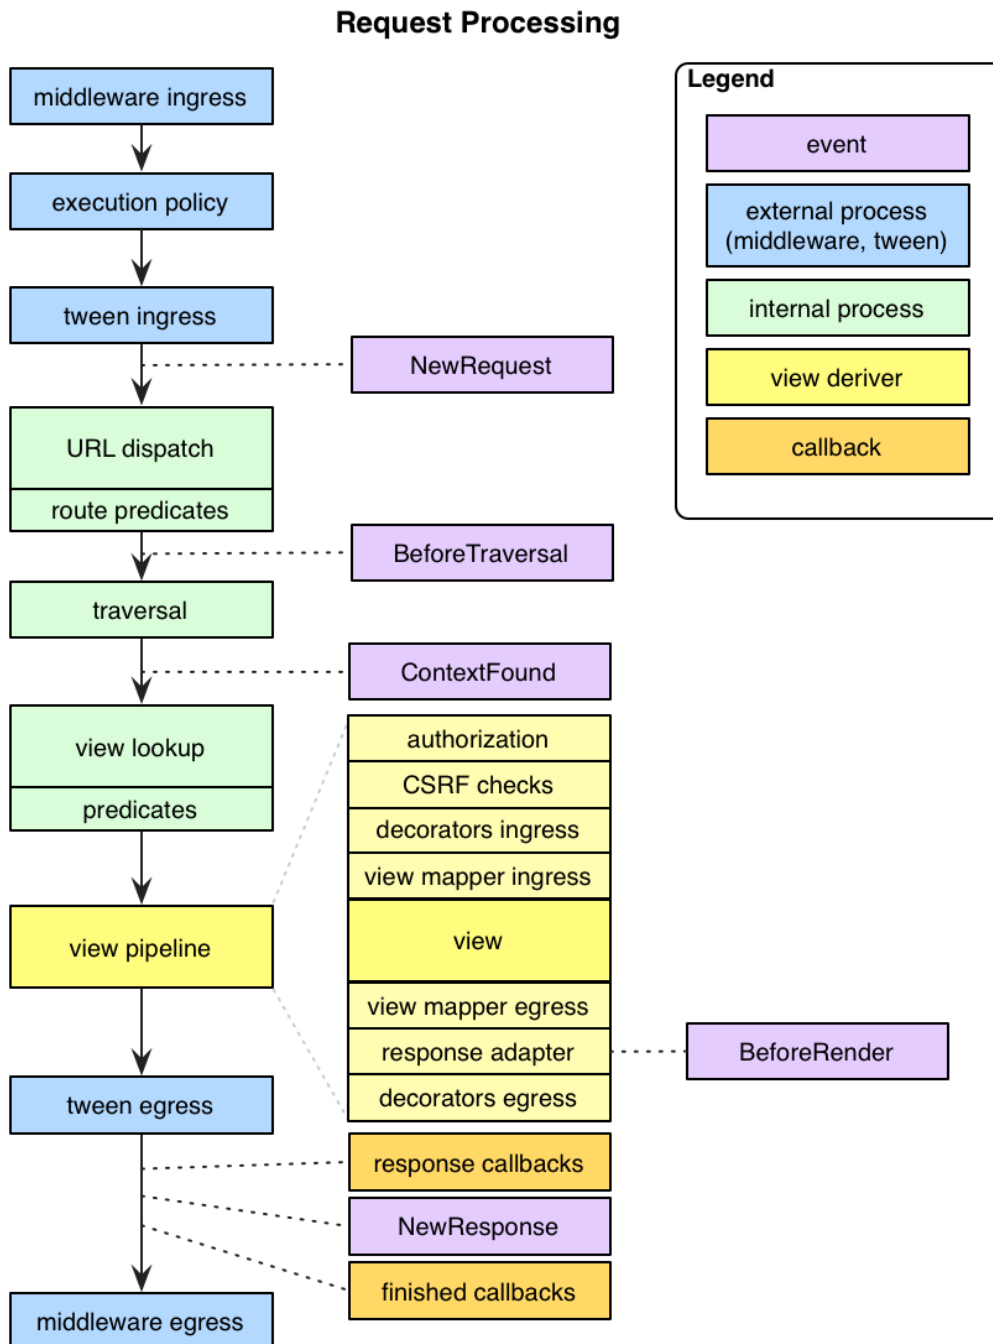 Request Processing
middleware ingress
execution policy
tween ingress
NewRequest
URL dispatch
route predicates
BeforeTraversal
traversal
ContextFound
view lookup
predicates
view pipeline
authorization
CSRF checks
decorators ingress
view mapper ingress
view
view mapper egress
response adapter
decorators egress
BeforeRender
tween egress
response callbacks
NewResponse
finished callbacks
middleware egress
Legend
event
external process
(middleware, tween)
internal process
view deriver
callback